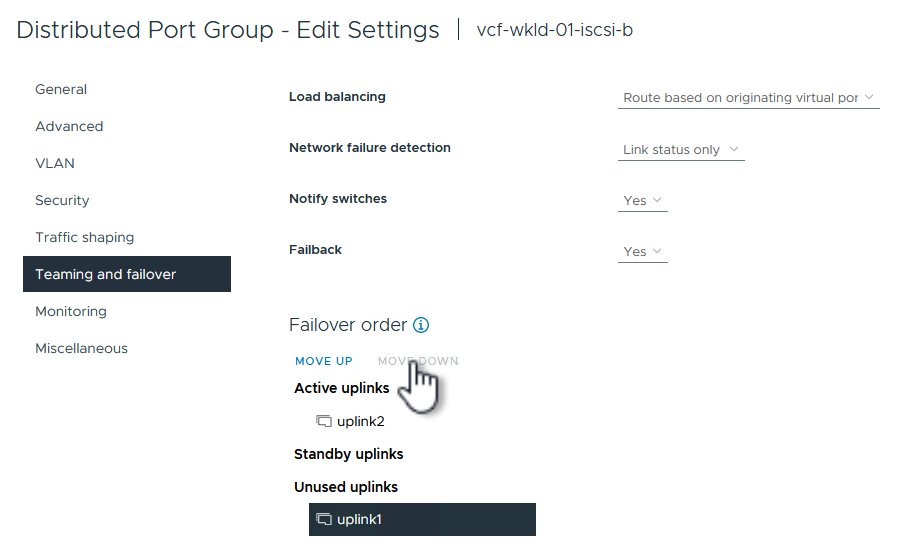 Distributed Port Group - Edit Settings | vcf-wkld-01-iscsi-b
General
Advanced
VLAN
Security
Traffic shaping
Teaming and failover
Monitoring
Miscellaneous
Load balancing Route based on originating virtual por
Network failure detection Link status only
Notify switches Yes
Failback Yes
Failover order
MOVE UP MOVE DOWN
Active uplinks
uplink2
Standby uplinks
Unused uplinks
uplink1